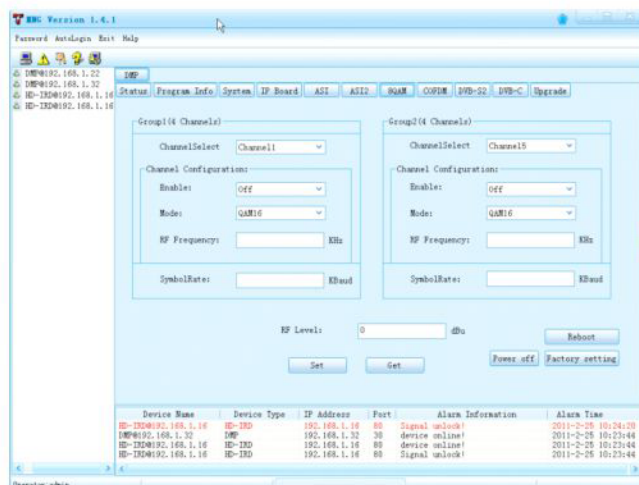 NMS Version 1.4.1
Password AutoLogin Exit Help
DMP@192.168.1.22
DMP@192.168.1.32
HD-IRD@192.168.1.16
HD-IRD@192.168.1.16
DMP
Status Program Info System IP Board ASI ASI2 8QAM COFDM DVB-S2 DVB-C Upgrade
Group1(4 Channels) Group2(4 Channels)
ChannelSelect Channel1 ChannelSelect Channel5
Channel Configuration: Channel Configuration:
Enable: Off Enable: Off
Mode: QAM16 Mode: QAM16
RF Frequency: KHz RF Frequency: KHz
SymbolRate: KBaud SymbolRate: KBaud
RF Level: 0 dBu
Reboot
Set Get Power off Factory setting
Device Name Device Type IP Address Port Alarm Information Alarm Time
HD-IRD@192.168.1.16 HD-IRD 192.168.1.16 80 Signal unlock! 2011-2-25 10:24:20
DMP@192.168.1.32 DMP 192.168.1.32 30 device online! 2011-2-25 10:23:44
HD-IRD@192.168.1.16 HD-IRD 192.168.1.16 80 device online! 2011-2-25 10:23:44
HD-IRD@192.168.1.16 HD-IRD 192.168.1.16 80 Signal unlock! 2011-2-25 10:23:44